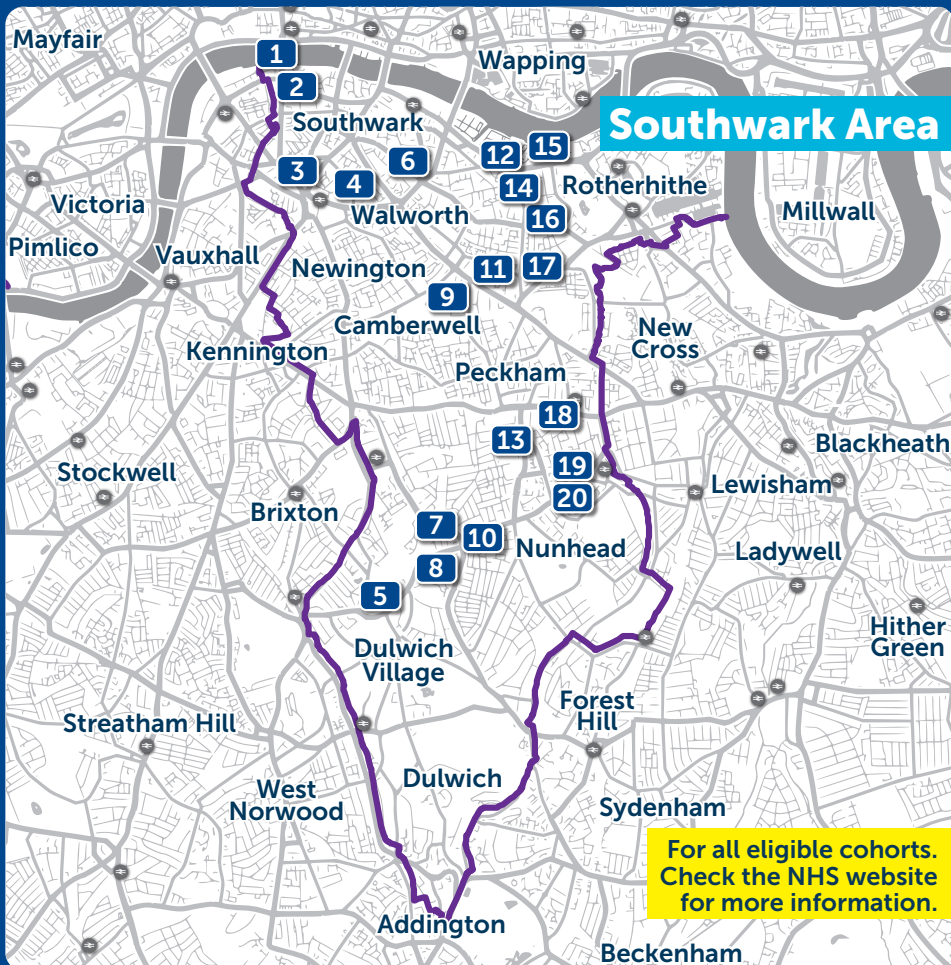 Mayfair
1
Wapping
2
Southwark Area
Southwark
12
15
6
3
4
14
Rotherhithe
Victoria
Walworth
16
Millwall
Pimlico
Vauxhall
Newington
11
17
9
Camberwell
New
Cross
Kennington
Peckham
18
13
Blackheath
Stockwell
19
Lewisham
20
Brixton
7
10
Nunhead
Ladywell
8
5
Hither
Green
Dulwich
Village
Forest
Hill
Streatham Hill
Dulwich
West
Norwood
Sydenham
For all eligible cohorts.
Check the NHS website
for more information.
Addington
Beckenham